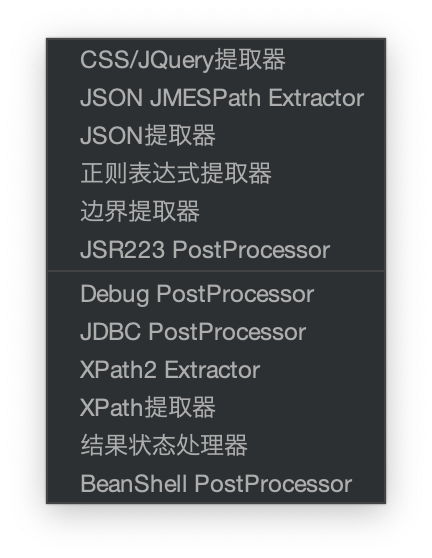 CSS/JQuery提取器
JSON JMESPath Extractor
JSON提取器
正则表达式提取器
边界提取器
JSR223 PostProcessor
Debug PostProcessor
JDBC PostProcessor
XPath2 Extractor
XPath提取器
结果状态处理器
BeanShell PostProcessor